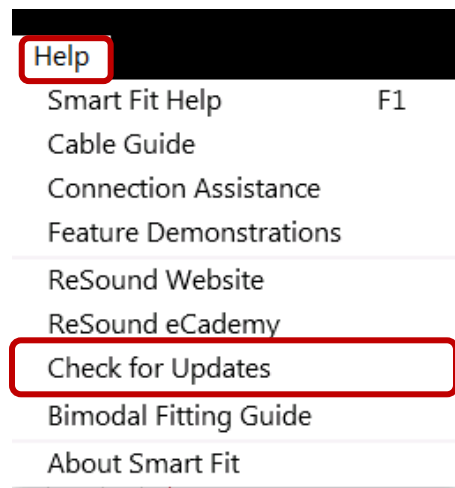 Help
Smart Fit Help F1
Cable Guide
Connection Assistance
Feature Demonstrations
ReSound Website
ReSound eCademy
Check for Updates
Bimodal Fitting Guide
About Smart Fit